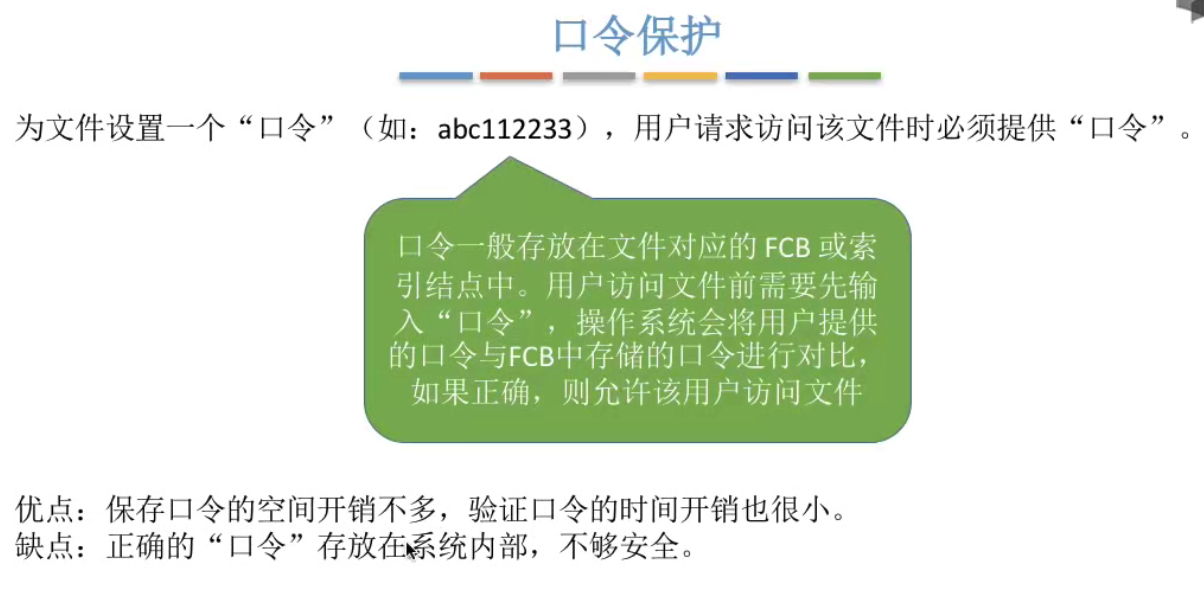 口令保护
为文件设置一个“口令”（如：abc112233），用户请求访问该文件时必须提供“口令”。
口令一般存放在文件对应的 FCB 或索
引结点中。用户访问文件前需要先输
入“口令”，操作系统会将用户提供
的口令与FCB中存储的口令进行对比，
如果正确，则允许该用户访问文件
优点：保存口令的空间开销不多，验证口令的时间开销也很小。
缺点：正确的“口令”存放在系统内部，不够安全。